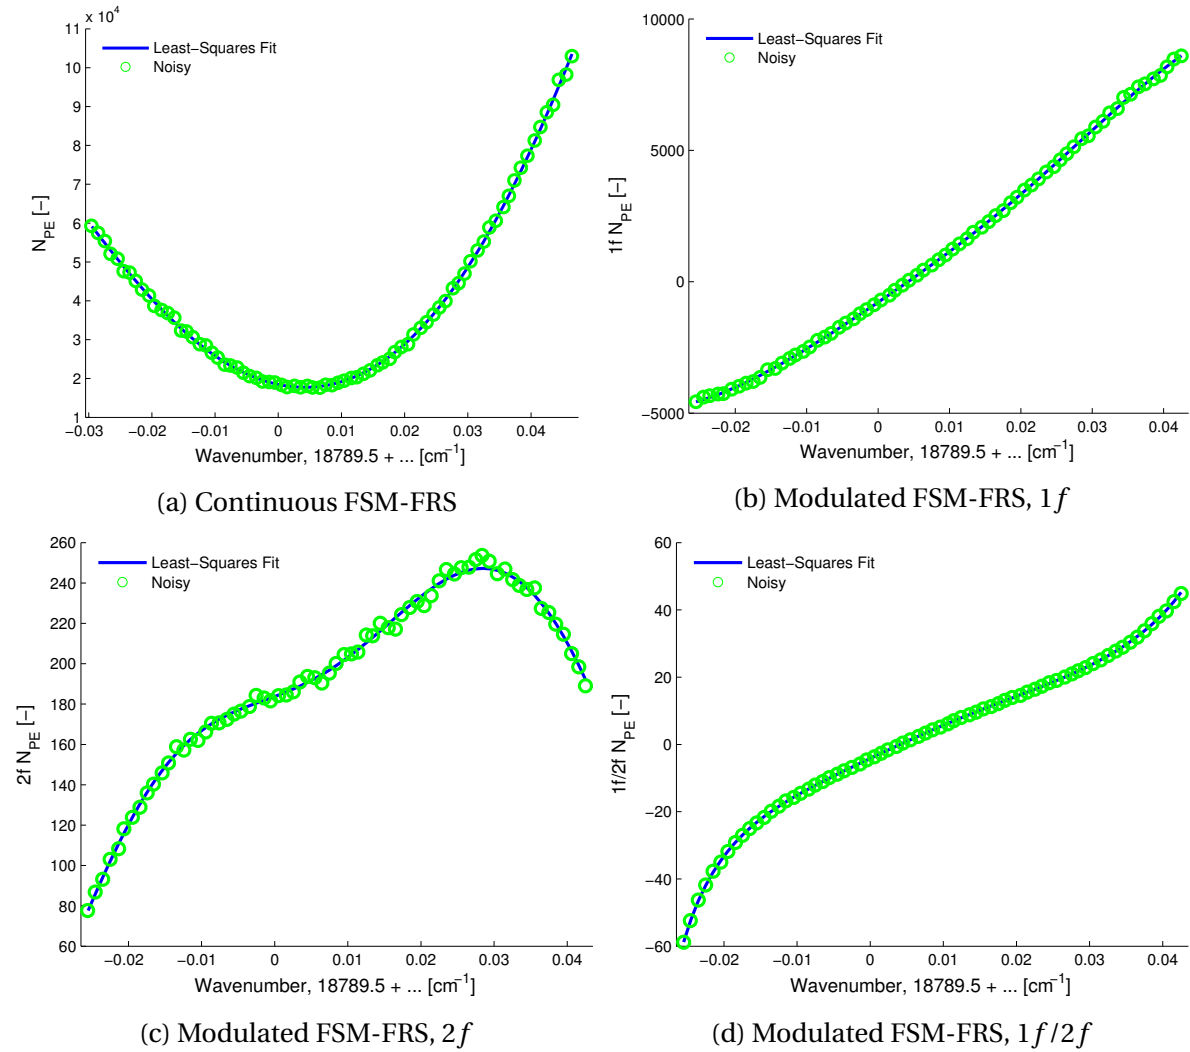 x 10⁴
11
10
9
8
7
6
5
4
3
2
1
N_PE [−]
Least−Squares Fit
Noisy
−0.03 −0.02 −0.01 0 0.01 0.02 0.03 0.04
Wavenumber, 18789.5 + ... [cm⁻¹]
(a) Continuous FSM-FRS
10000
5000
0
−5000
1f N_PE [−]
Least−Squares Fit
Noisy
−0.02 −0.01 0 0.01 0.02 0.03 0.04
Wavenumber, 18789.5 + ... [cm⁻¹]
(b) Modulated FSM-FRS, 1f
260
240
220
200
180
160
140
120
100
80
60
2f N_PE [−]
Least−Squares Fit
Noisy
−0.02 −0.01 0 0.01 0.02 0.03 0.04
Wavenumber, 18789.5 + ... [cm⁻¹]
(c) Modulated FSM-FRS, 2f
60
40
20
0
−20
−40
−60
1f/2f N_PE [−]
Least−Squares Fit
Noisy
−0.02 −0.01 0 0.01 0.02 0.03 0.04
Wavenumber, 18789.5 + ... [cm⁻¹]
(d) Modulated FSM-FRS, 1f/2f